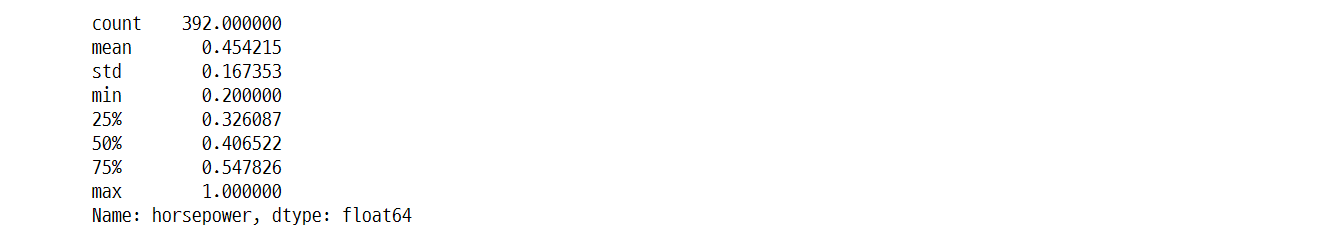 count    392.000000
mean       0.454215
std        0.167353
min        0.200000
25%        0.326087
50%        0.406522
75%        0.547826
max        1.000000
Name: horsepower, dtype: float64